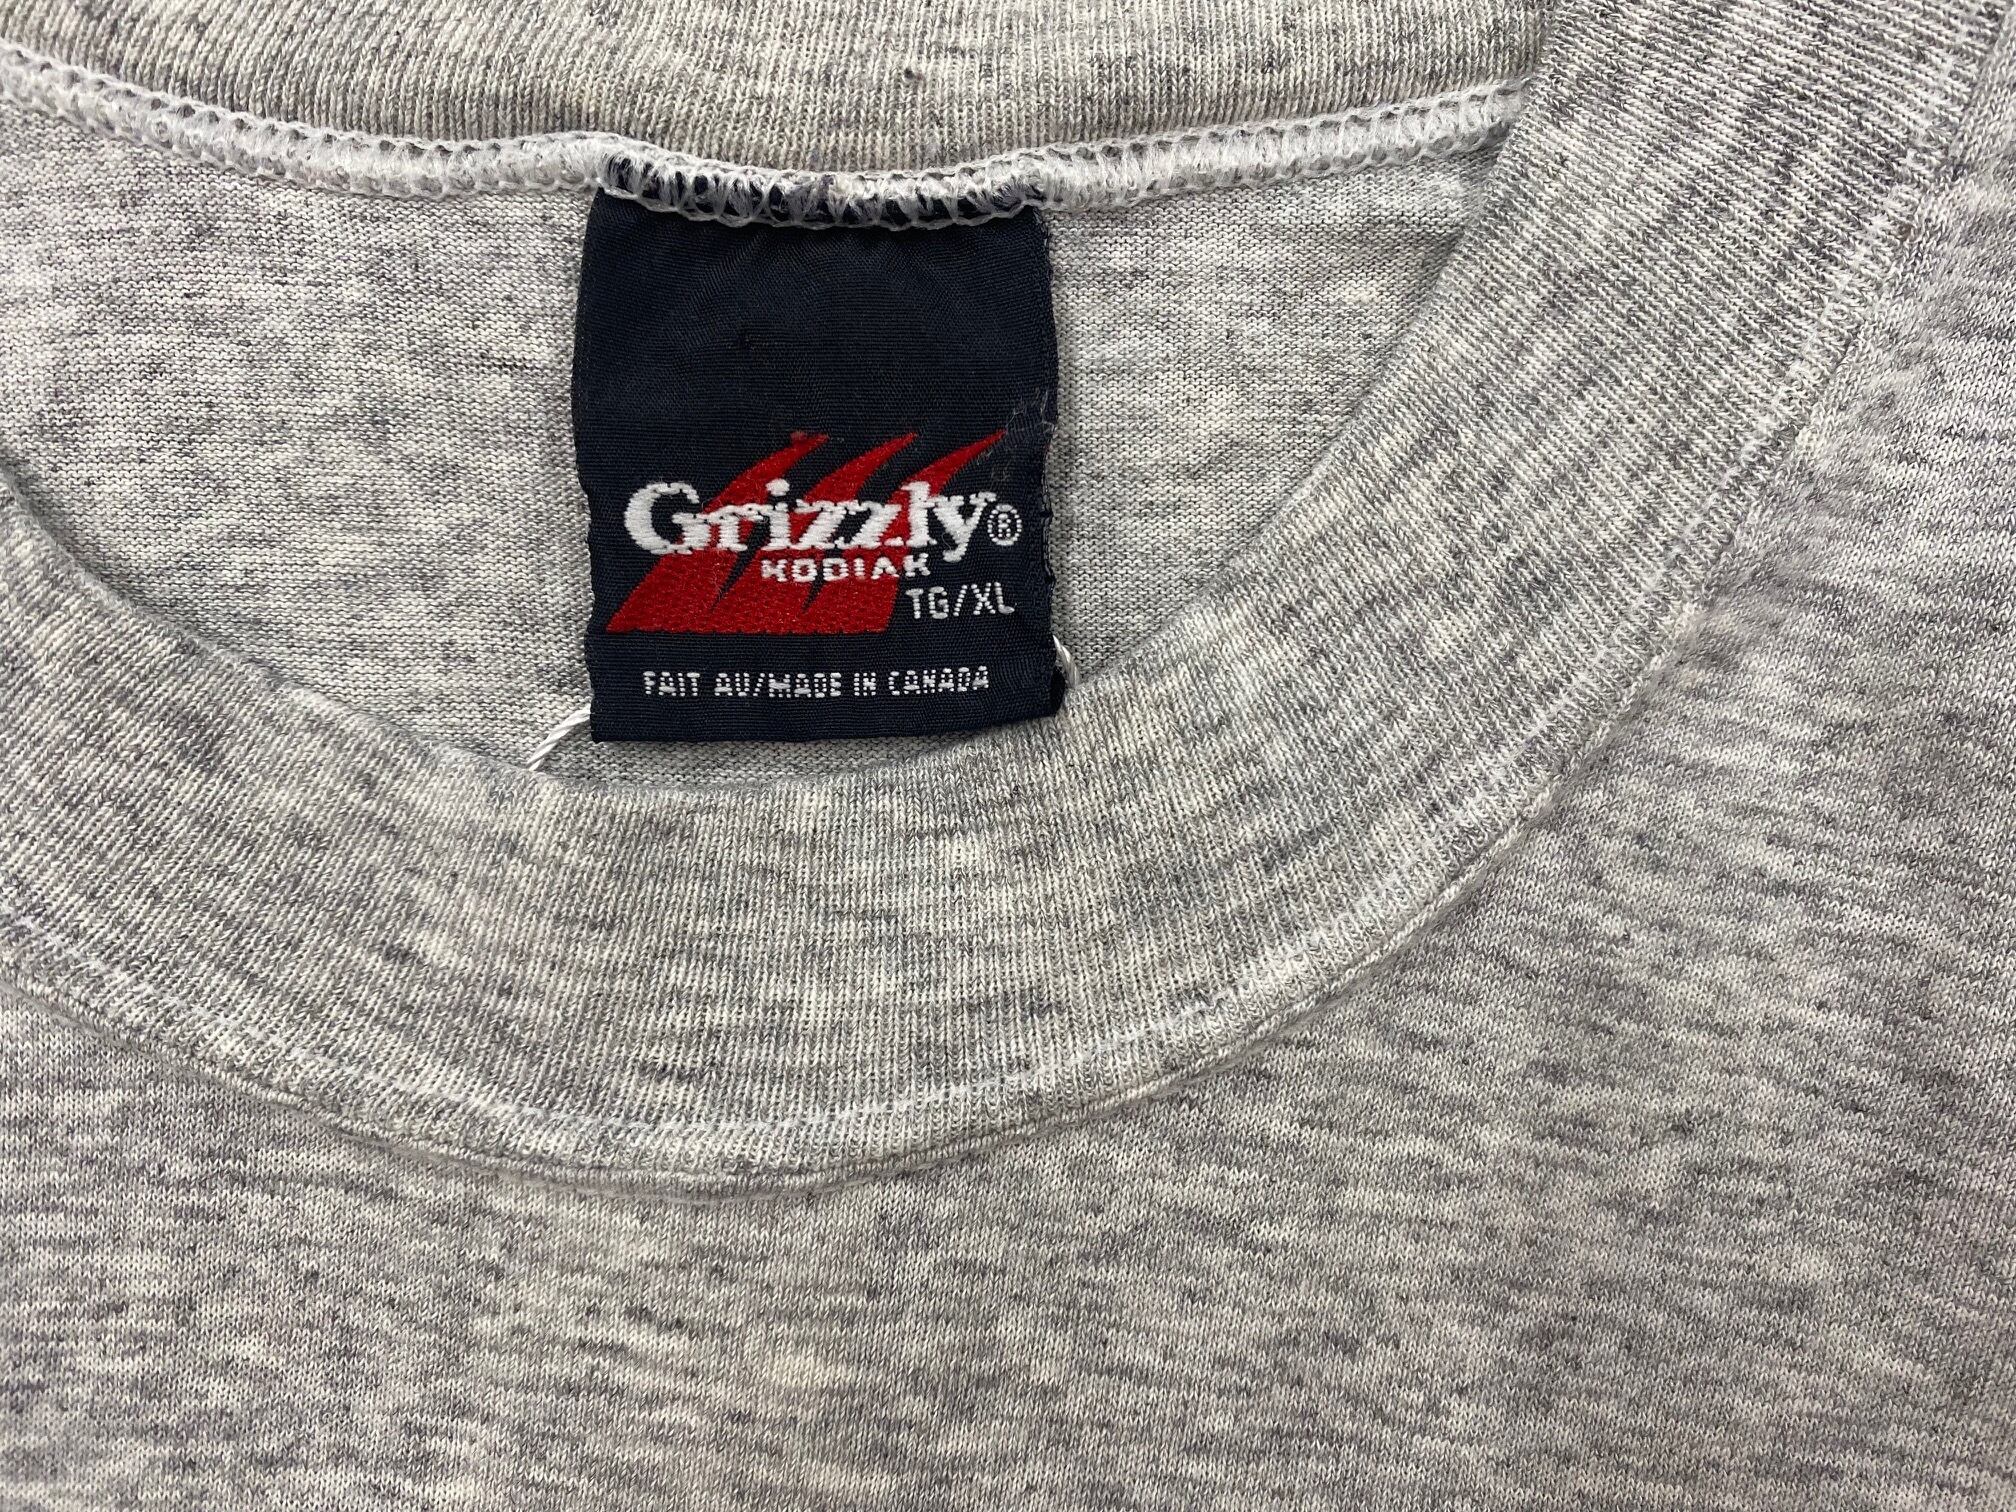 Grizzly®
KODIAK
TG/XL
FAIT AU/MADE IN CANADA